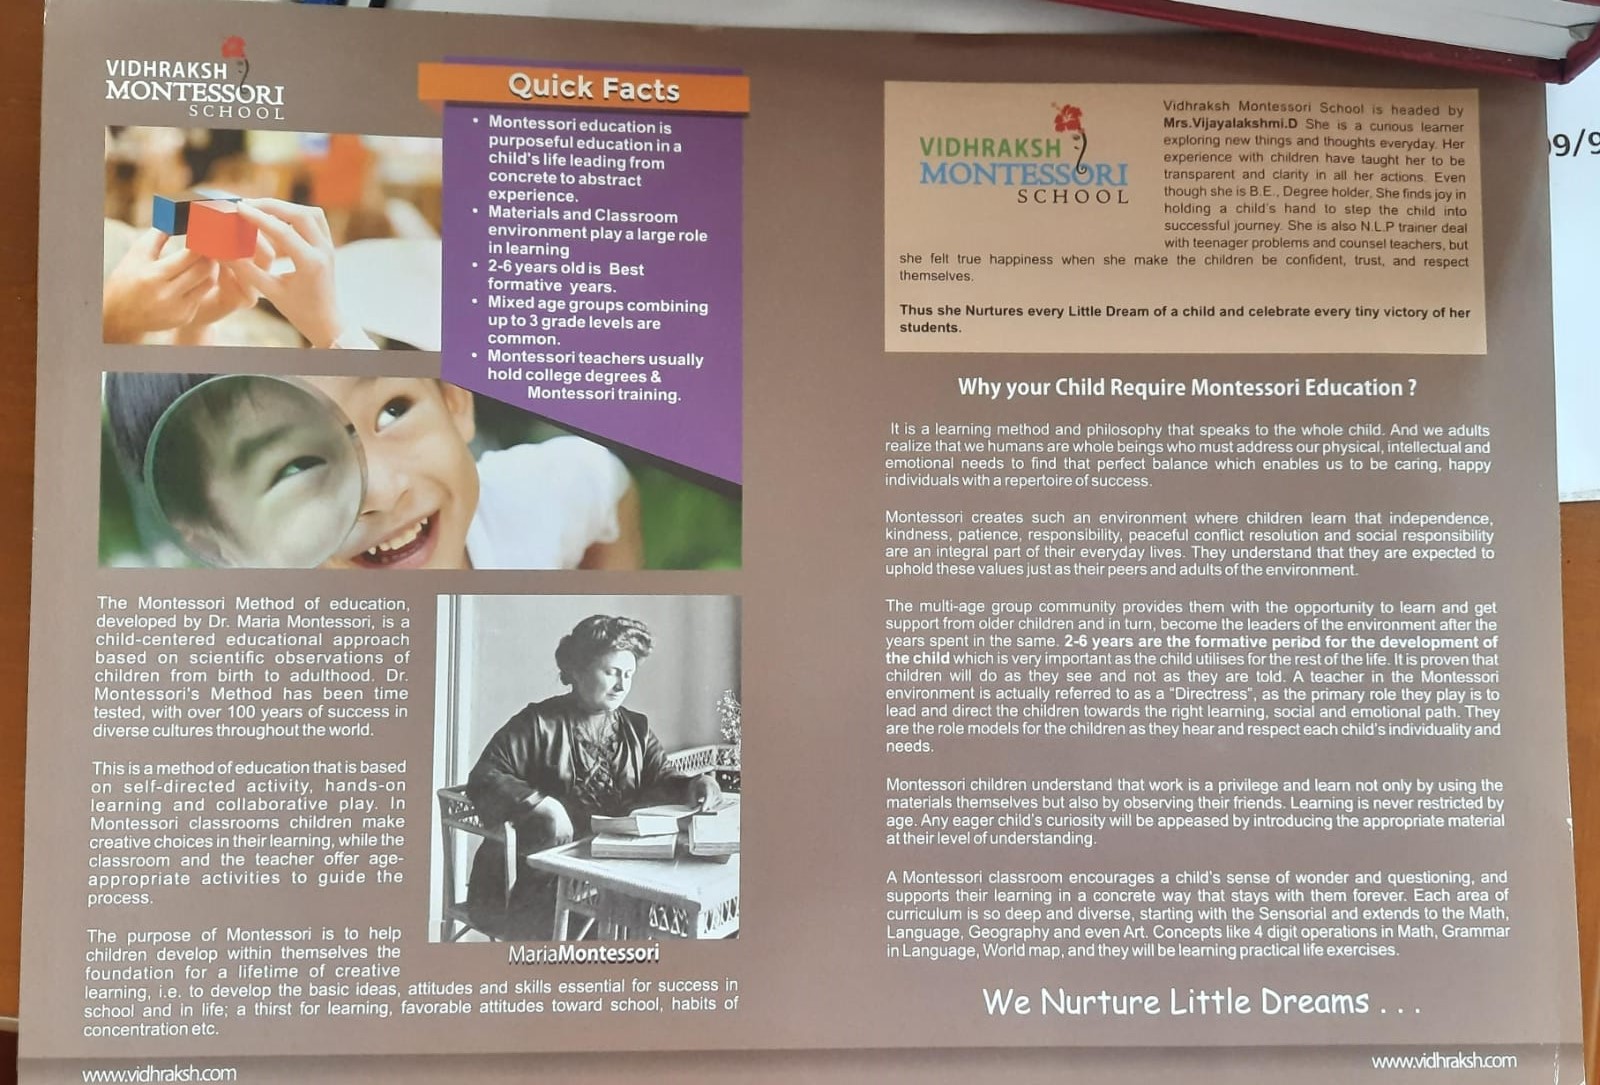 VIDHRAKSH
MONTESSORI
SCHOOL
Quick Facts
• Montessori education is
purposeful education in a
child's life leading from
concrete to abstract
experience.
• Materials and Classroom
environment play a large role
in learning
• 2-6 years old is Best
formative years.
• Mixed age groups combining
up to 3 grade levels are
common.
• Montessori teachers usually
hold college degrees &
Montessori training.
The Montessori Method of education,
developed by Dr. Maria Montessori, is a
child-centered educational approach
based on scientific observations of
children from birth to adulthood. Dr.
Montessori's Method has been time
tested, with over 100 years of success in
diverse cultures throughout the world.
This is a method of education that is based
on self-directed activity, hands-on
learning and collaborative play. In
Montessori classrooms children make
creative choices in their learning, while the
classroom and the teacher offer age-
appropriate activities to guide the
process.
MariaMontessori
The purpose of Montessori is to help
children develop within themselves the
foundation for a lifetime of creative
learning, i.e. to develop the basic ideas, attitudes and skills essential for success in
school and in life; a thirst for learning, favorable attitudes toward school, habits of
concentration etc.
www.vidhraksh.com
VIDHRAKSH
MONTESSORI
SCHOOL
Vidhraksh Montessori School is headed by
Mrs.Vijayalakshmi.D She is a curious learner
exploring new things and thoughts everyday. Her
experience with children have taught her to be
transparent and clarity in all her actions. Even
though she is B.E., Degree holder, She finds joy in
holding a child's hand to step the child into
successful journey. She is also N.L.P trainer deal
with teenager problems and counsel teachers, but
she felt true happiness when she make the children be confident, trust, and respect
themselves.
Thus she Nurtures every Little Dream of a child and celebrate every tiny victory of her
students.
Why your Child Require Montessori Education ?
It is a learning method and philosophy that speaks to the whole child. And we adults
realize that we humans are whole beings who must address our physical, intellectual and
emotional needs to find that perfect balance which enables us to be caring, happy
individuals with a repertoire of success.
Montessori creates such an environment where children learn that independence,
kindness, patience, responsibility, peaceful conflict resolution and social responsibility
are an integral part of their everyday lives. They understand that they are expected to
uphold these values just as their peers and adults of the environment.
The multi-age group community provides them with the opportunity to learn and get
support from older children and in turn, become the leaders of the environment after the
years spent in the same. 2-6 years are the formative period for the development of
the child which is very important as the child utilises for the rest of the life. It is proven that
children will do as they see and not as they are told. A teacher in the Montessori
environment is actually referred to as a "Directress", as the primary role they play is to
lead and direct the children towards the right learning, social and emotional path. They
are the role models for the children as they hear and respect each child's individuality and
needs.
Montessori children understand that work is a privilege and learn not only by using the
materials themselves but also by observing their friends. Learning is never restricted by
age. Any eager child's curiosity will be appeased by introducing the appropriate material
at their level of understanding.
A Montessori classroom encourages a child's sense of wonder and questioning, and
supports their learning in a concrete way that stays with them forever. Each area of
curriculum is so deep and diverse, starting with the Sensorial and extends to the Math,
Language, Geography and even Art. Concepts like 4 digit operations in Math, Grammar
in Language, World map, and they will be learning practical life exercises.
We Nurture Little Dreams . . .
www.vidhraksh.com